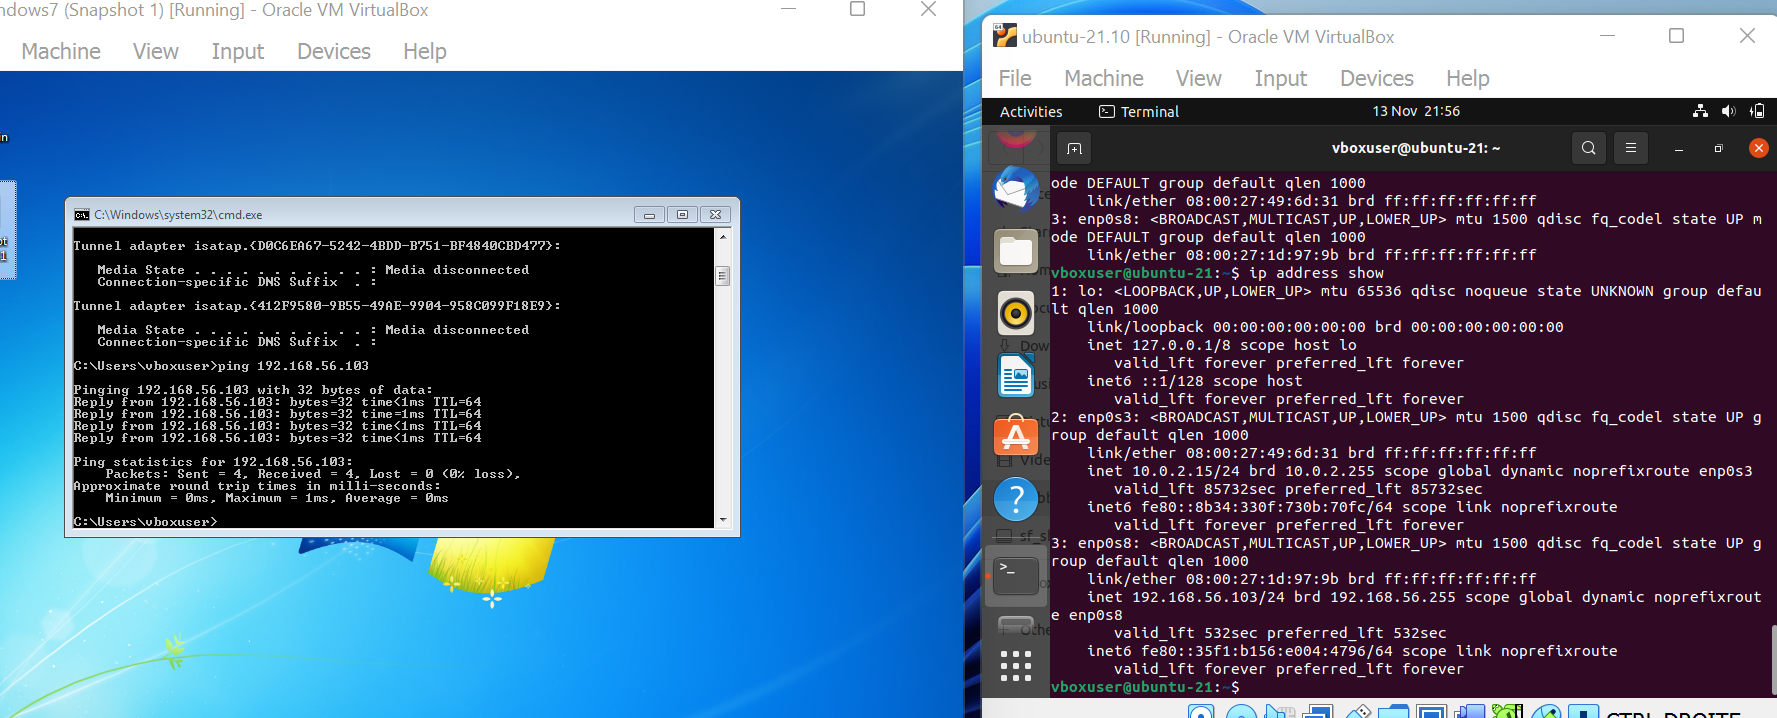 ndows7 (Snapshot 1) [Running] - Oracle VM VirtualBox
Machine View Input Devices Help
in
ot
1
C:\Windows\system32\cmd.exe
Tunnel adapter isatap.{D0C6EA67-5242-4BDD-B751-BF4840CBD477}:
Media State . . . . . . . . . . . : Media disconnected
Connection-specific DNS Suffix  . :
Tunnel adapter isatap.{412F9580-9B55-49AE-9904-958C099F18E9}:
Media State . . . . . . . . . . . : Media disconnected
Connection-specific DNS Suffix  . :
C:\Users\vboxuser>ping 192.168.56.103
Pinging 192.168.56.103 with 32 bytes of data:
Reply from 192.168.56.103: bytes=32 time<1ms TTL=64
Reply from 192.168.56.103: bytes=32 time=1ms TTL=64
Reply from 192.168.56.103: bytes=32 time<1ms TTL=64
Reply from 192.168.56.103: bytes=32 time<1ms TTL=64
Ping statistics for 192.168.56.103:
Packets: Sent = 4, Received = 4, Lost = 0 (0% loss),
Approximate round trip times in milli-seconds:
Minimum = 0ms, Maximum = 1ms, Average = 0ms
C:\Users\vboxuser>
ubuntu-21.10 [Running] - Oracle VM VirtualBox
File Machine View Input Devices Help
Activities Terminal 13 Nov 21:56
vboxuser@ubuntu-21: ~
ode DEFAULT group default qlen 1000
link/ether 08:00:27:49:6d:31 brd ff:ff:ff:ff:ff:ff
3: enp0s8: <BROADCAST,MULTICAST,UP,LOWER_UP> mtu 1500 qdisc fq_codel state UP m
ode DEFAULT group default qlen 1000
link/ether 08:00:27:1d:97:9b brd ff:ff:ff:ff:ff:ff
vboxuser@ubuntu-21:~$ ip address show
1: lo: <LOOPBACK,UP,LOWER_UP> mtu 65536 qdisc noqueue state UNKNOWN group defau
lt qlen 1000
link/loopback 00:00:00:00:00:00 brd 00:00:00:00:00:00
inet 127.0.0.1/8 scope host lo
valid_lft forever preferred_lft forever
inet6 ::1/128 scope host
valid_lft forever preferred_lft forever
2: enp0s3: <BROADCAST,MULTICAST,UP,LOWER_UP> mtu 1500 qdisc fq_codel state UP g
roup default qlen 1000
link/ether 08:00:27:49:6d:31 brd ff:ff:ff:ff:ff:ff
inet 10.0.2.15/24 brd 10.0.2.255 scope global dynamic noprefixroute enp0s3
valid_lft 85732sec preferred_lft 85732sec
inet6 fe80::8b34:330f:730b:70fc/64 scope link noprefixroute
valid_lft forever preferred_lft forever
3: enp0s8: <BROADCAST,MULTICAST,UP,LOWER_UP> mtu 1500 qdisc fq_codel state UP g
roup default qlen 1000
link/ether 08:00:27:1d:97:9b brd ff:ff:ff:ff:ff:ff
inet 192.168.56.103/24 brd 192.168.56.255 scope global dynamic noprefixrout
e enp0s8
valid_lft 532sec preferred_lft 532sec
inet6 fe80::35f1:b156:e004:4796/64 scope link noprefixroute
valid_lft forever preferred_lft forever
vboxuser@ubuntu-21:~$
CTRL DROITE